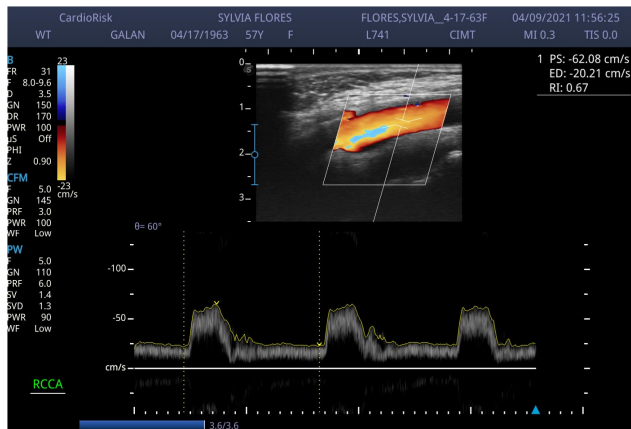 CardioRisk SYLVIA FLORES FLORES,SYLVIA__4-17-63F 04/09/2021 11:56:25
WT GALAN 04/17/1963 57Y F L741 CIMT MI 0.3 TIS 0.0
B
FR 31
F 8.0-9.6
D 3.5
GN 150
DR 170
PWR 100
µS Off
PHI
Z 0.90
CFM
F 5.0
GN 145
PRF 3.0
PWR 100
WF Low
PW
F 5.0
GN 110
PRF 6.0
SV 1.4
SVD 1.3
PWR 90
WF Low
23
-23
cm/s
0
1
2
3
1 PS: -62.08 cm/s
ED: -20.21 cm/s
RI: 0.67
θ= 60°
-100
-50
cm/s
RCCA
3.6/3.6